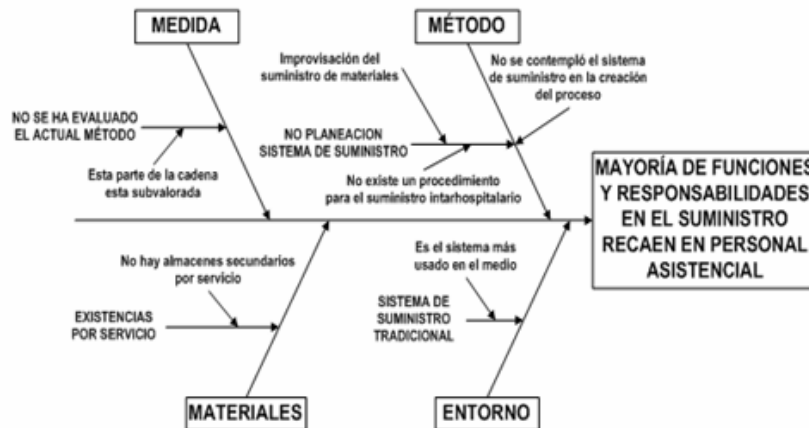 MEDIDA
MÉTODO
Improvisación del
suministro de materiales
No se contempló el sistema
de suministro en la creación
del proceso
NO SE HA EVALUADO
EL ACTUAL MÉTODO
NO PLANEACION
SISTEMA DE SUMINISTRO
Esta parte de la cadena
esta subvalorada
No existe un procedimiento
para el suministro intarhospitalario
MAYORÍA DE FUNCIONES
Y RESPONSABILIDADES
EN EL SUMINISTRO
RECAEN EN PERSONAL
ASISTENCIAL
No hay almacenes secundarios
por servicio
Es el sistema más
usado en el medio
EXISTENCIAS
POR SERVICIO
SISTEMA DE
SUMINISTRO
TRADICIONAL
MATERIALES
ENTORNO